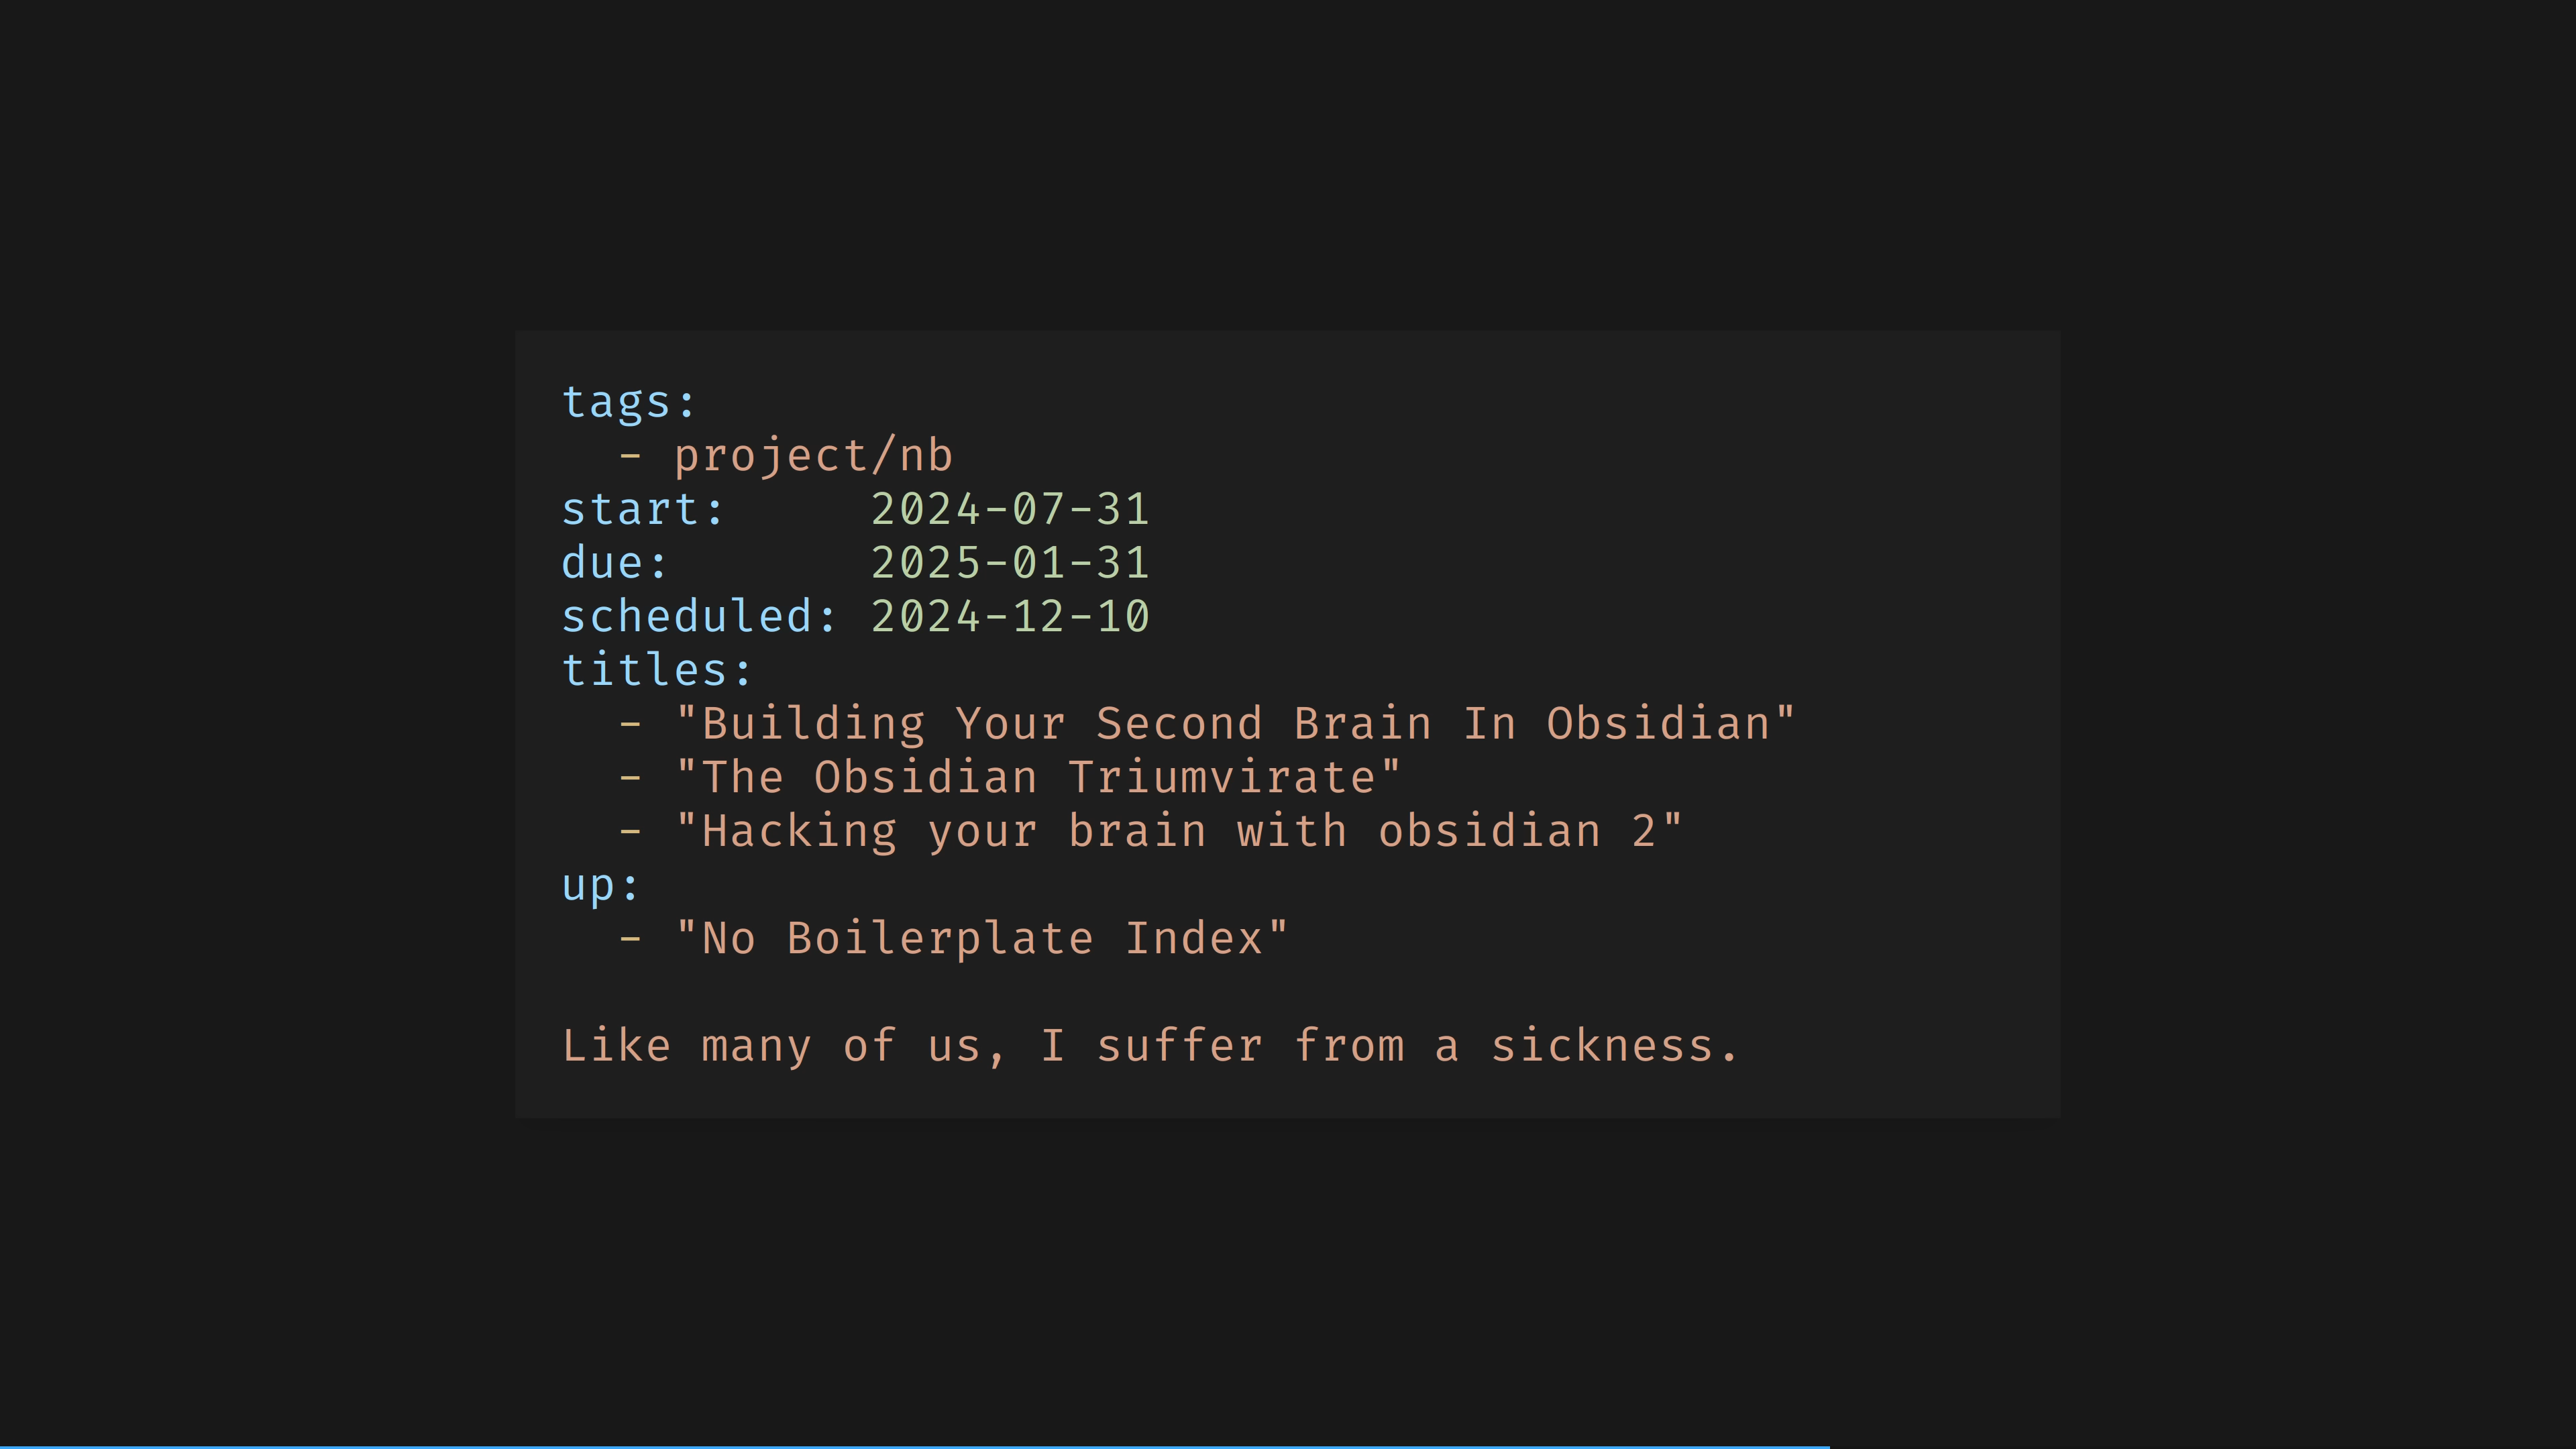 tags:
  - project/nb
start:     2024-07-31
due:       2025-01-31
scheduled: 2024-12-10
titles:
  - "Building Your Second Brain In Obsidian"
  - "The Obsidian Triumvirate"
  - "Hacking your brain with obsidian 2"
up:
  - "No Boilerplate Index"

Like many of us, I suffer from a sickness.